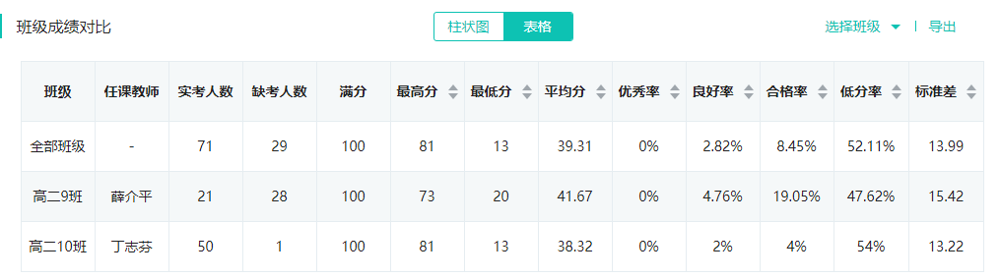 班级成绩对比 柱状图 表格 选择班级 | 导出
班级 任课教师 实考人数 缺考人数 满分 最高分 最低分 平均分 优秀率 良好率 合格率 低分率 标准差
全部班级 - 71 29 100 81 13 39.31 0% 2.82% 8.45% 52.11% 13.99
高二9班 薛介平 21 28 100 73 20 41.67 0% 4.76% 19.05% 47.62% 15.42
高二10班 丁志芬 50 1 100 81 13 38.32 0% 2% 4% 54% 13.22